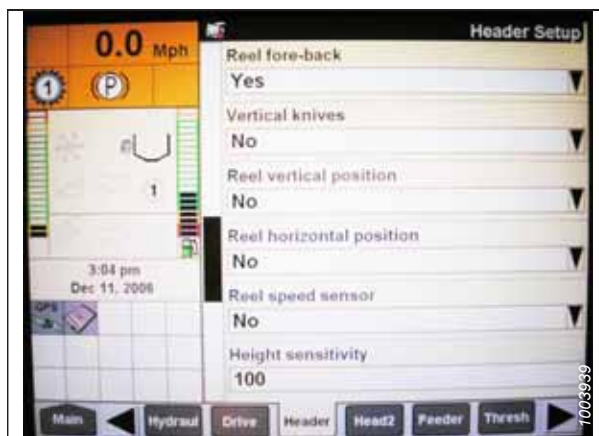 0.0 Mph
Header Setup
1
(P)
Reel fore-back
Yes
Vertical knives
No
Reel vertical position
No
1
Reel horizontal position
No
3:04 pm
Dec 11, 2006
Reel speed sensor
No
GPS
Height sensitivity
100
Main
Hydraul
Drive
Header
Head2
Feeder
Thresh
1003939